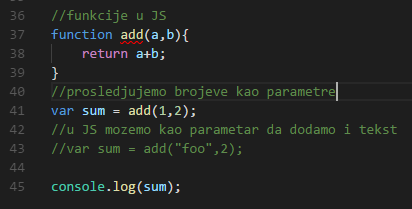 36 //funkcije u JS
37 function add(a,b){
38 return a+b;
39 }
40 //prosledjujemo brojeve kao parametre
41 var sum = add(1,2);
42 //u JS mozemo kao parametar da dodamo i tekst
43 //var sum = add("foo",2);
44
45 console.log(sum);